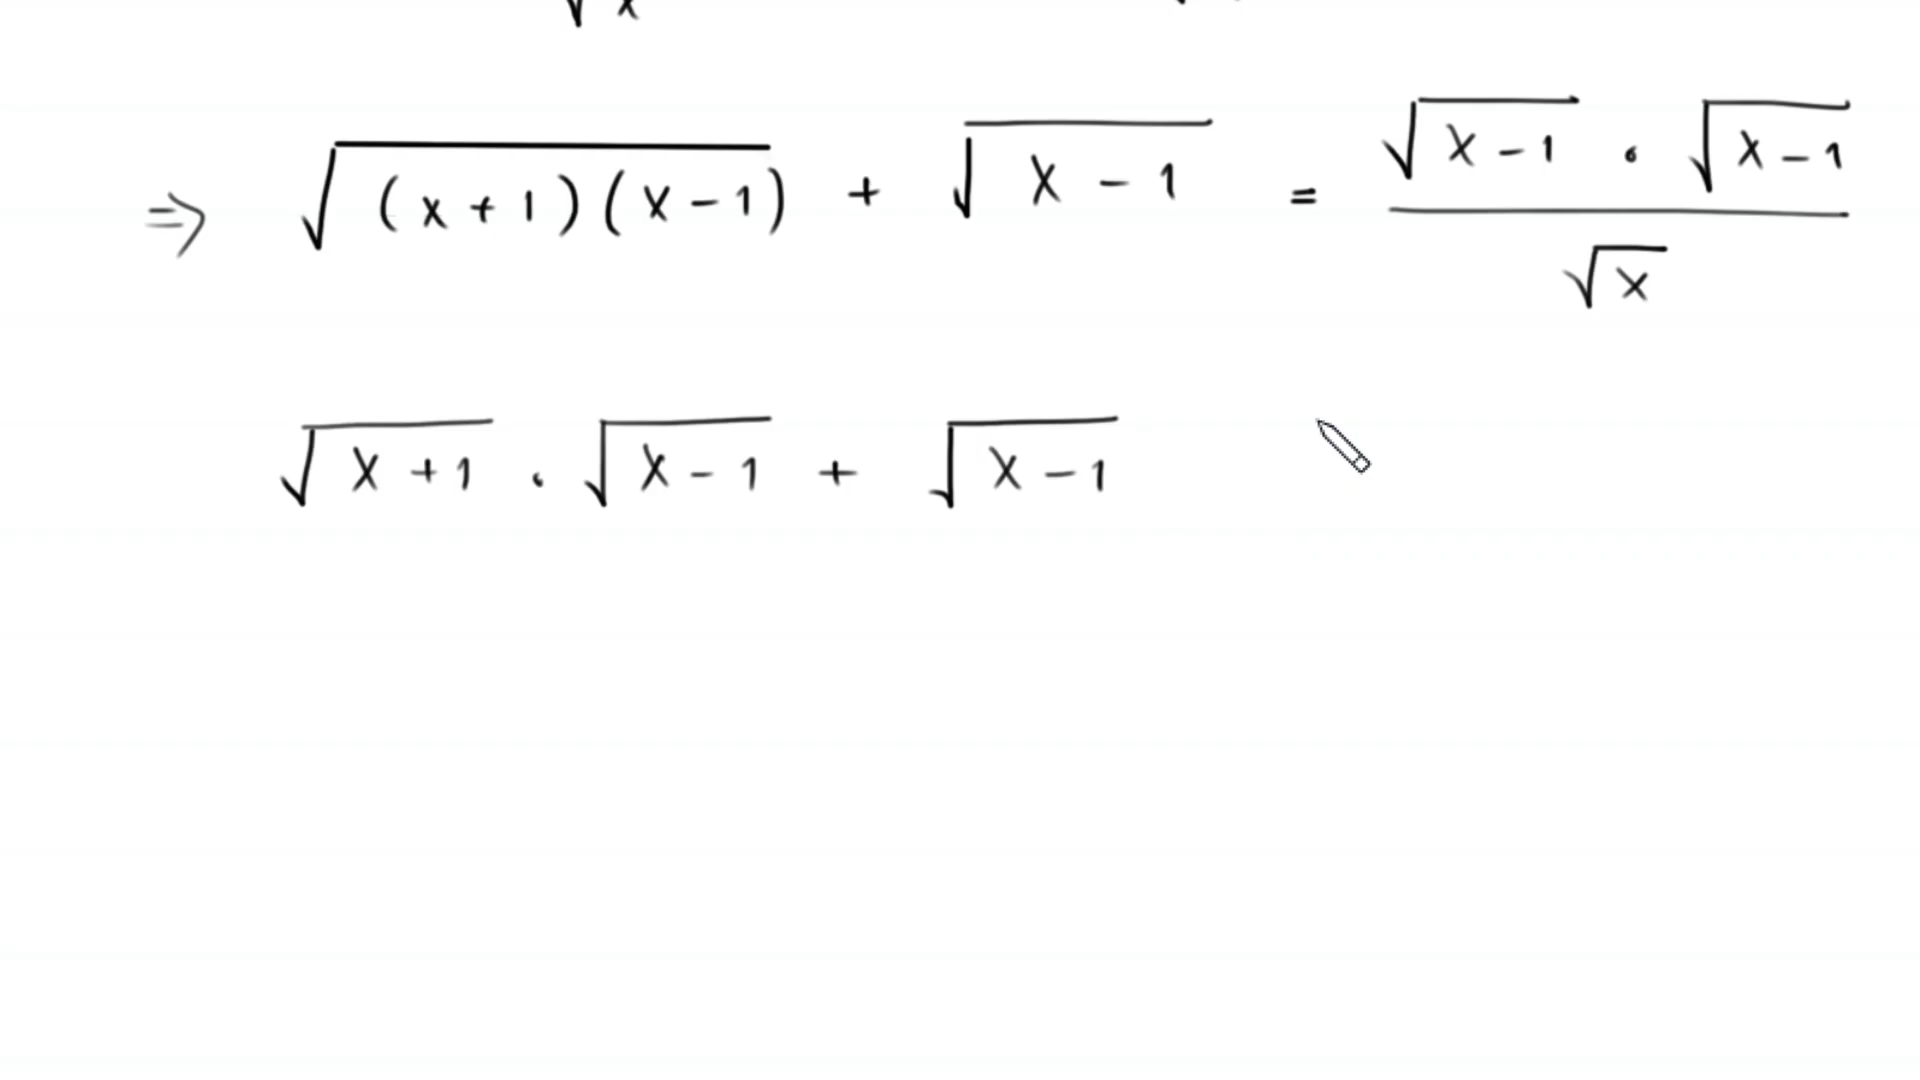 √x
⇒ √((x+1)(x-1)) + √(x-1) = (√(x-1) · √(x-1)) / √x
√(x+1) · √(x-1) + √(x-1)